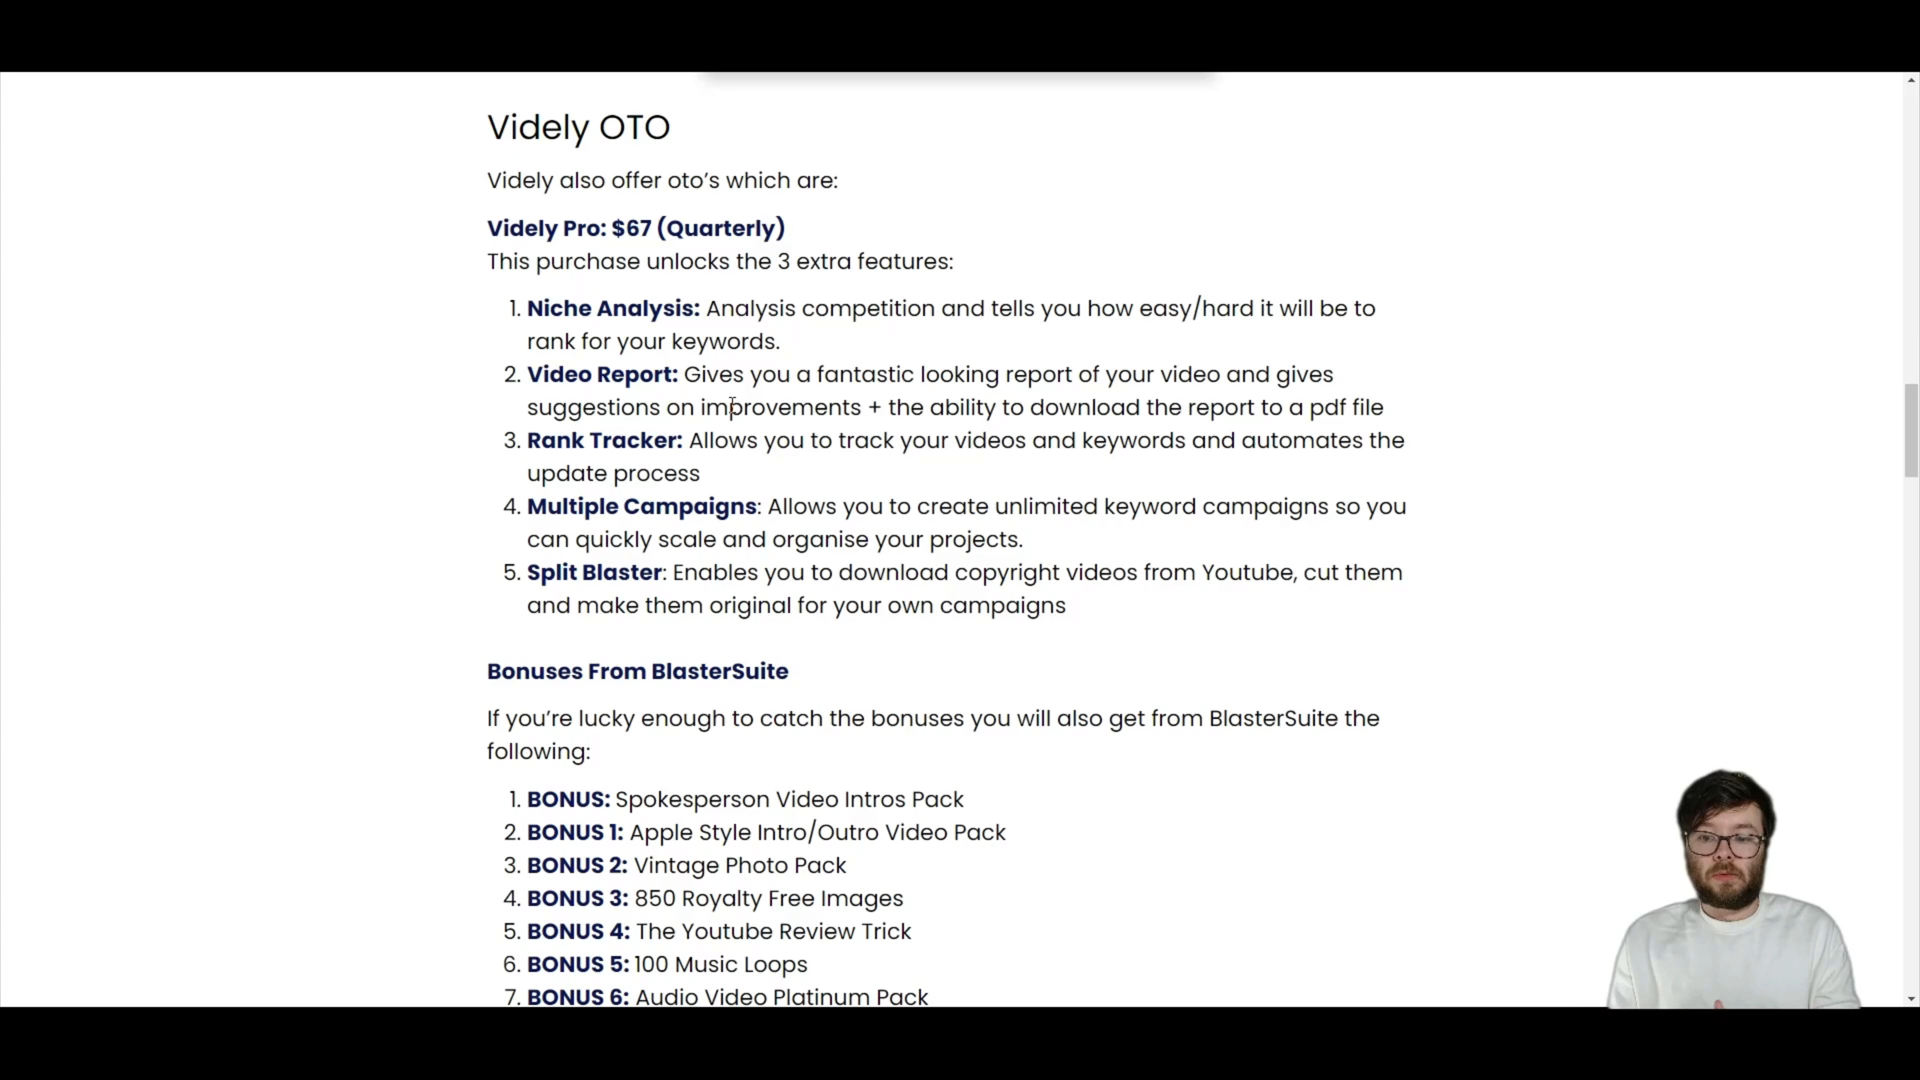 Videly OTO
Videly also offer oto’s which are:
Videly Pro: $67 (Quarterly)
This purchase unlocks the 3 extra features:
1. Niche Analysis: Analysis competition and tells you how easy/hard it will be to
rank for your keywords.
2. Video Report: Gives you a fantastic looking report of your video and gives
suggestions on improvements + the ability to download the report to a pdf file
3. Rank Tracker: Allows you to track your videos and keywords and automates the
update process
4. Multiple Campaigns: Allows you to create unlimited keyword campaigns so you
can quickly scale and organise your projects.
5. Split Blaster: Enables you to download copyright videos from Youtube, cut them
and make them original for your own campaigns
Bonuses From BlasterSuite
If you’re lucky enough to catch the bonuses you will also get from BlasterSuite the
following:
1. BONUS: Spokesperson Video Intros Pack
2. BONUS 1: Apple Style Intro/Outro Video Pack
3. BONUS 2: Vintage Photo Pack
4. BONUS 3: 850 Royalty Free Images
5. BONUS 4: The Youtube Review Trick
6. BONUS 5: 100 Music Loops
7. BONUS 6: Audio Video Platinum Pack